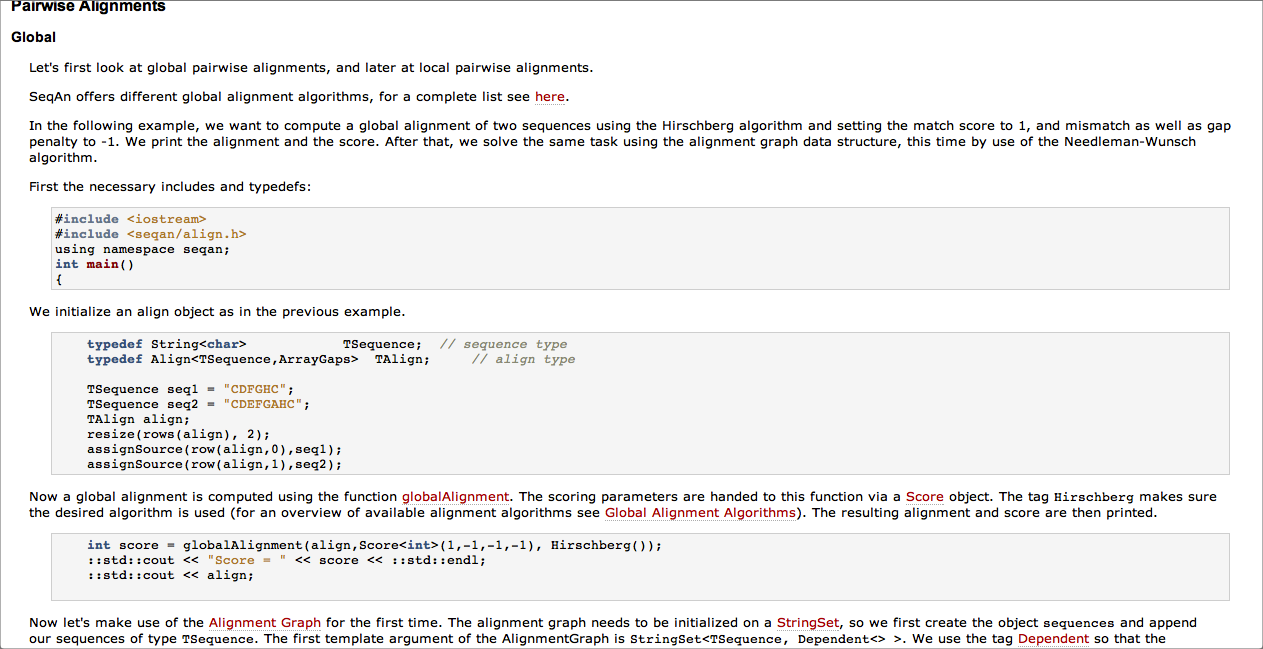 Pairwise Alignments
Global
Let's first look at global pairwise alignments, and later at local pairwise alignments.
SeqAn offers different global alignment algorithms, for a complete list see here.
In the following example, we want to compute a global alignment of two sequences using the Hirschberg algorithm and setting the match score to 1, and mismatch as well as gap
penalty to -1. We print the alignment and the score. After that, we solve the same task using the alignment graph data structure, this time by use of the Needleman-Wunsch
algorithm.
First the necessary includes and typedefs:
#include <iostream>
#include <seqan/align.h>
using namespace seqan;
int main()
{
We initialize an align object as in the previous example.
typedef String<char>            TSequence;  // sequence type
typedef Align<TSequence,ArrayGaps>  TAlign;     // align type
TSequence seq1 = "CDFGHC";
TSequence seq2 = "CDEFGAHC";
TAlign align;
resize(rows(align), 2);
assignSource(row(align,0),seq1);
assignSource(row(align,1),seq2);
Now a global alignment is computed using the function globalAlignment. The scoring parameters are handed to this function via a Score object. The tag Hirschberg makes sure
the desired algorithm is used (for an overview of available alignment algorithms see Global Alignment Algorithms). The resulting alignment and score are then printed.
int score = globalAlignment(align,Score<int>(1,-1,-1,-1), Hirschberg());
::std::cout << "Score = " << score << ::std::endl;
::std::cout << align;
Now let's make use of the Alignment Graph for the first time. The alignment graph needs to be initialized on a StringSet, so we first create the object sequences and append
our sequences of type TSequence. The first template argument of the AlignmentGraph is StringSet<TSequence, Dependent<> >. We use the tag Dependent so that the